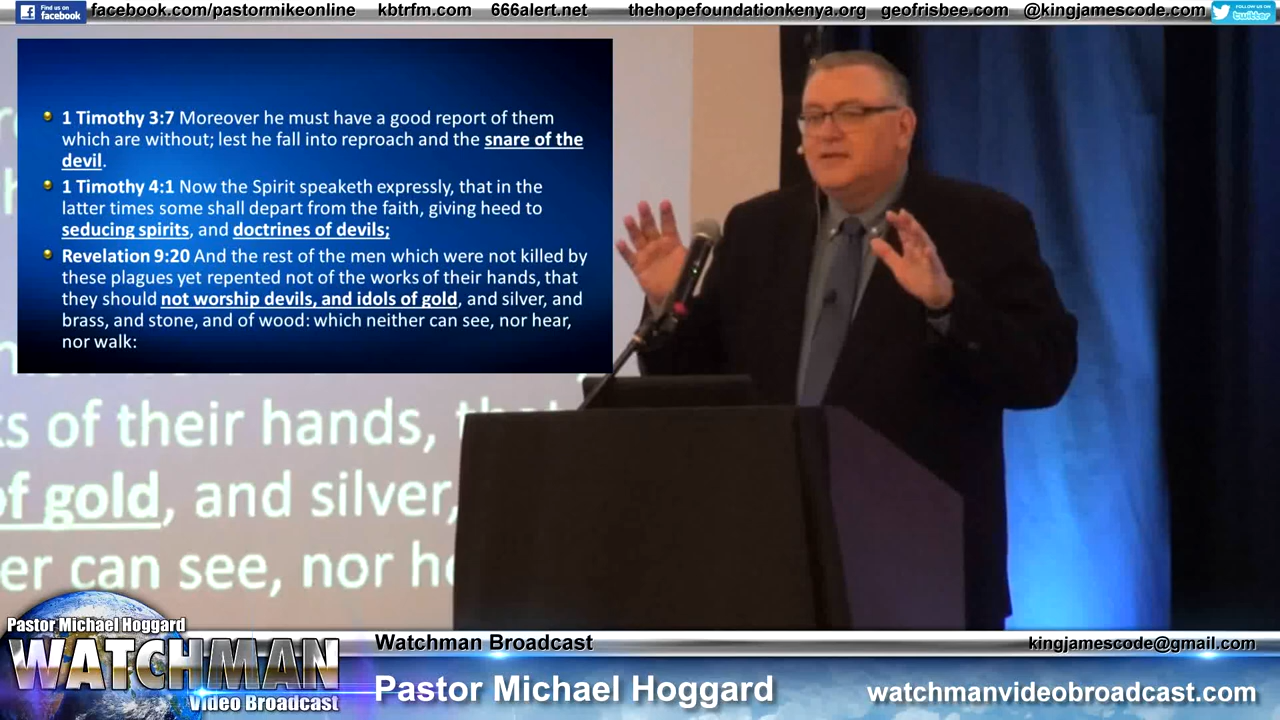 Find us on
facebook
facebook.com/pastormikeonline kbtrfm.com 666alert.net thehopefoundationkenya.org geofrisbee.com @kingjamescode.com
FOLLOW US ON
twitter
1 Timothy 3:7 Moreover he must have a good report of them
which are without; lest he fall into reproach and the snare of the
devil.
1 Timothy 4:1 Now the Spirit speaketh expressly, that in the
latter times some shall depart from the faith, giving heed to
seducing spirits, and doctrines of devils;
Revelation 9:20 And the rest of the men which were not killed by
these plagues yet repented not of the works of their hands, that
they should not worship devils, and idols of gold, and silver, and
brass, and stone, and of wood: which neither can see, nor hear,
nor walk:
ks of their hands,
of gold, and silver,
er can see, nor he
Pastor Michael Hoggard
WATCHMAN
Video Broadcast
Watchman Broadcast
Pastor Michael Hoggard
kingjamescode@gmail.com
watchmanvideobroadcast.com